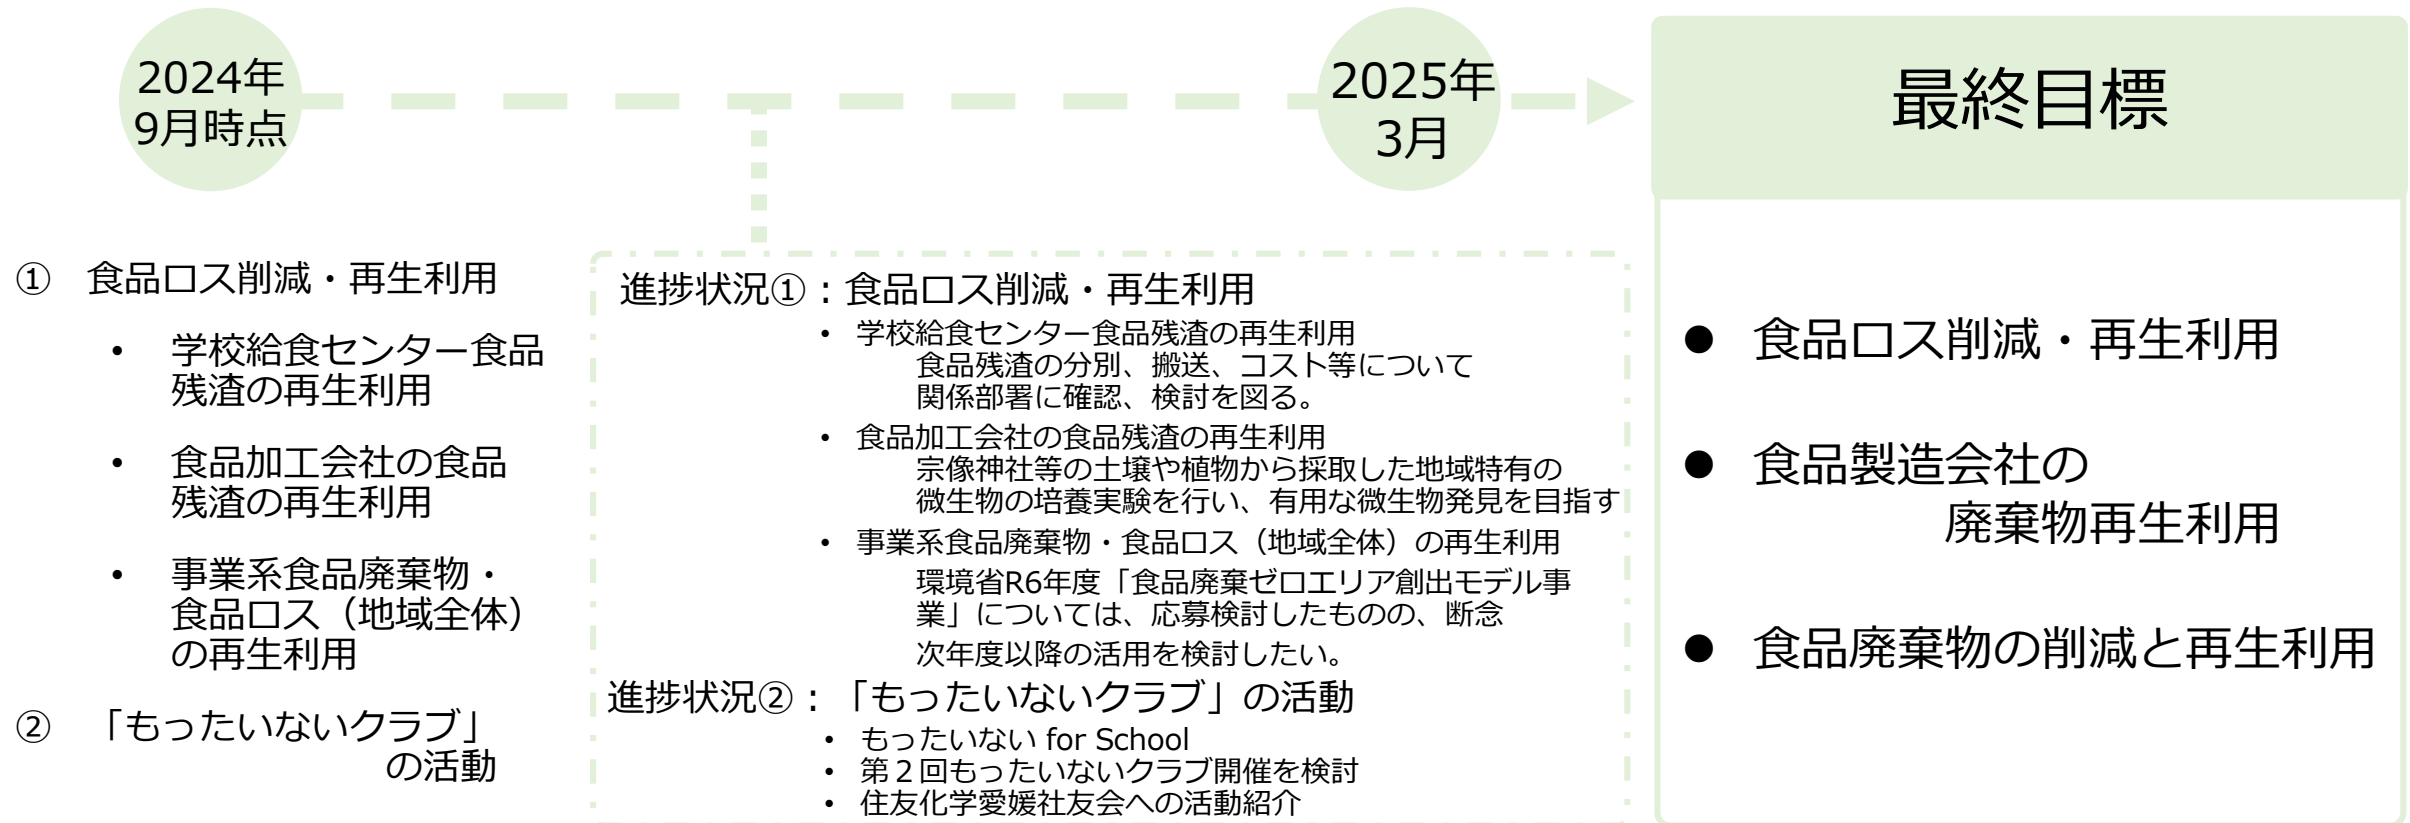 2024年
9月時点
2025年
3月
最終目標
① 食品ロス削減・再生利用
• 学校給食センター食品
残渣の再生利用
• 食品加工会社の食品
残渣の再生利用
• 事業系食品廃棄物・
食品ロス（地域全体）
の再生利用
② 「もったいないクラブ」
の活動
進捗状況①：食品ロス削減・再生利用
• 学校給食センター食品残渣の再生利用
食品残渣の分別、搬送、コスト等について
関係部署に確認、検討を図る。
• 食品加工会社の食品残渣の再生利用
宗像神社等の土壌や植物から採取した地域特有の
微生物の培養実験を行い、有用な微生物発見を目指す
• 事業系食品廃棄物・食品ロス（地域全体）の再生利用
環境省R6年度「食品廃棄ゼロエリア創出モデル事
業」については、応募検討したものの、断念
次年度以降の活用を検討したい。
進捗状況②：「もったいないクラブ」の活動
• もったいない for School
• 第２回もったいないクラブ開催を検討
• 住友化学愛媛社友会への活動紹介
● 食品ロス削減・再生利用
● 食品製造会社の
廃棄物再生利用
● 食品廃棄物の削減と再生利用